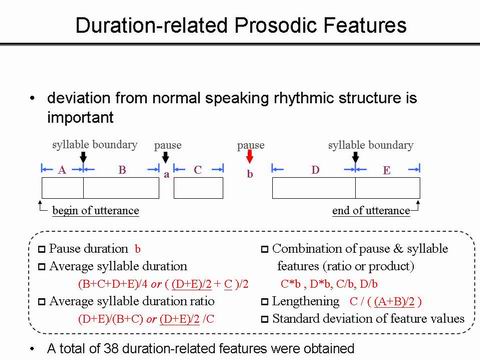 Duration-related Prosodic Features
• deviation from normal speaking rhythmic structure is
important
syllable boundary pause pause syllable boundary
A B a C b D E
begin of utterance end of utterance
Pause duration b
Average syllable duration
(B+C+D+E)/4 or ( (D+E)/2 + C )/2
Average syllable duration ratio
(D+E)/(B+C) or (D+E)/2 /C
Combination of pause & syllable
features (ratio or product)
C*b , D*b, C/b, D/b
Lengthening C / ( (A+B)/2 )
Standard deviation of feature values
• A total of 38 duration-related features were obtained